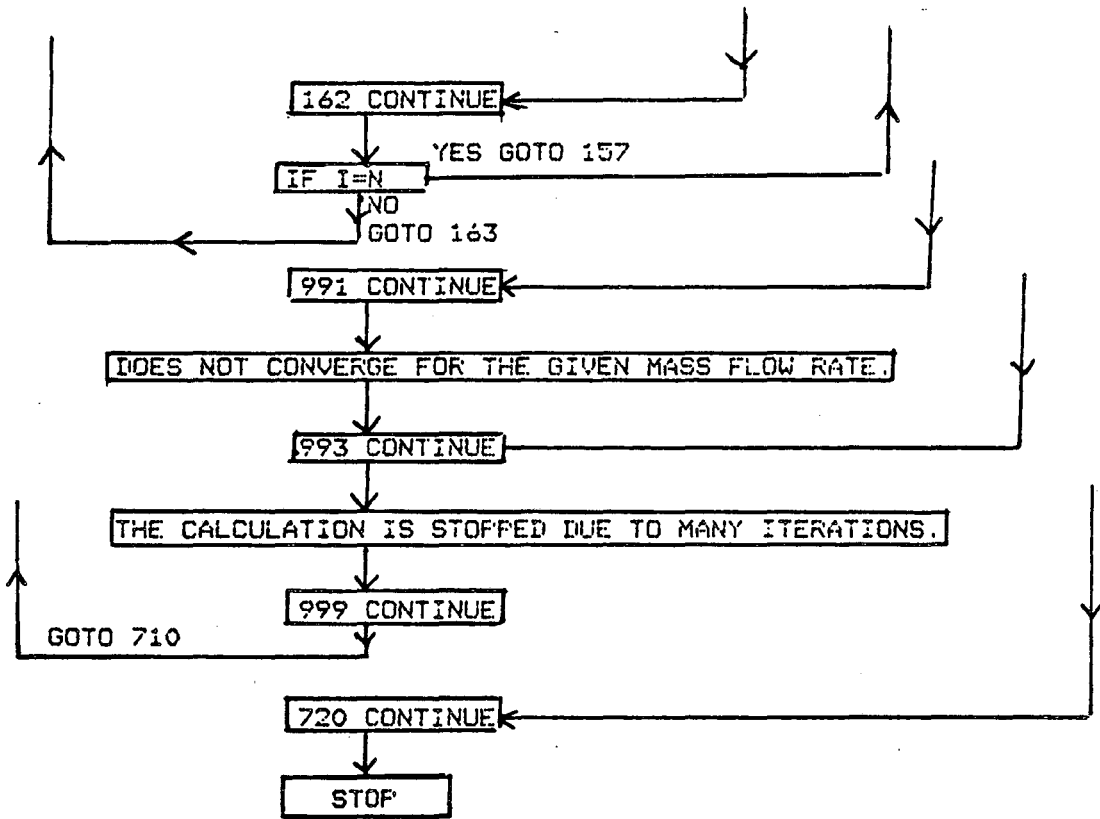 162 CONTINUE
YES GOTO 157
IF I=N
NO
GOTO 163
991 CONTINUE
DOES NOT CONVERGE FOR THE GIVEN MASS FLOW RATE.
993 CONTINUE
THE CALCULATION IS STOPPED DUE TO MANY ITERATIONS.
999 CONTINUE
GOTO 710
720 CONTINUE
STOP